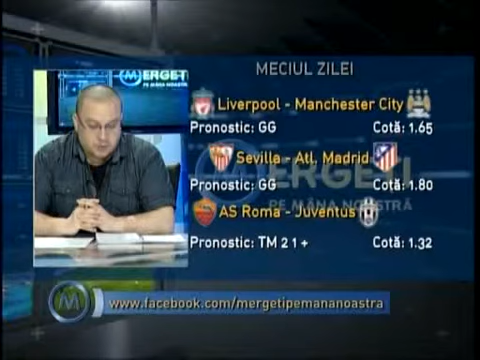 MECIUL ZILEI
MERGEȚI
PE MÂNA NOASTRĂ
Liverpool - Manchester City
Pronostic: GG Cotă: 1.65
Sevilla - Atl. Madrid
Pronostic: GG Cotă: 1.80
AS Roma - Juventus
Pronostic: TM 2 1 + Cotă: 1.32
M
www.facebook.com/mergetipemananoastra